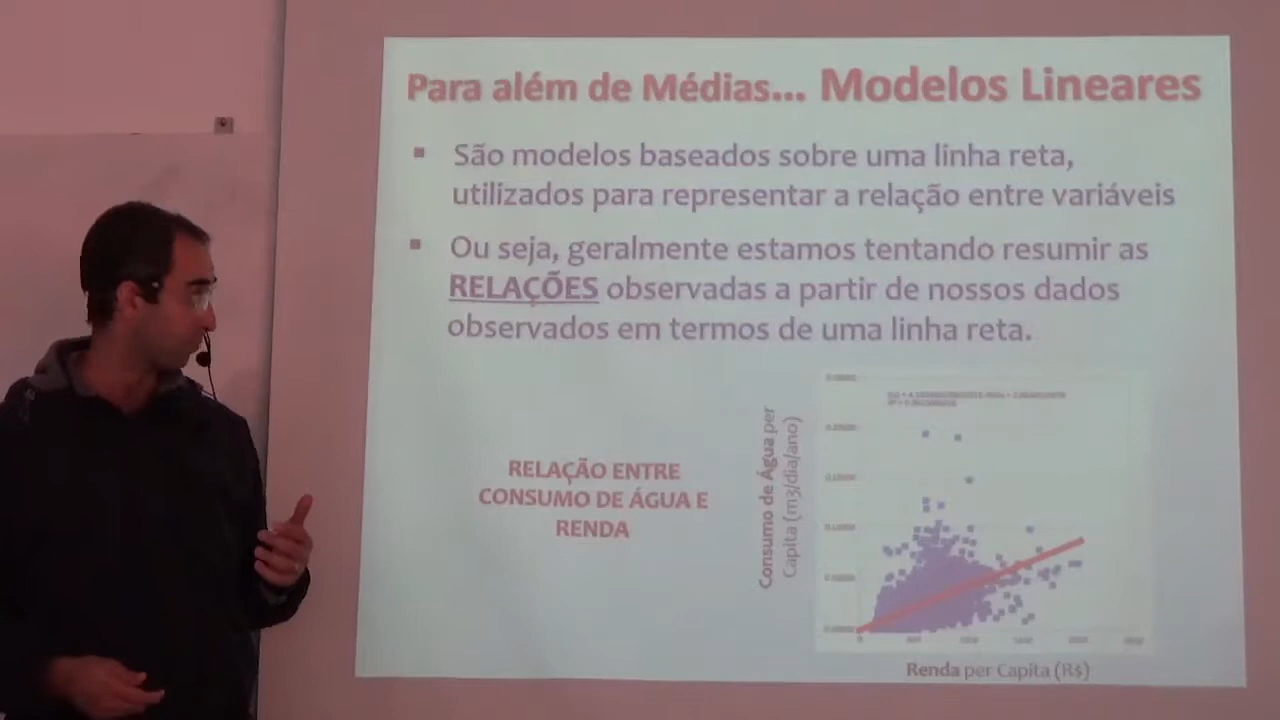 Para além de Médias... Modelos Lineares
▪ São modelos baseados sobre uma linha reta,
utilizados para representar a relação entre variáveis
▪ Ou seja, geralmente estamos tentando resumir as
RELAÇÕES observadas a partir de nossos dados
observados em termos de uma linha reta.
RELAÇÃO ENTRE
CONSUMO DE ÁGUA E
RENDA
Consumo de Água per
Capita (m3/dia/ano)
Renda per Capita (R$)